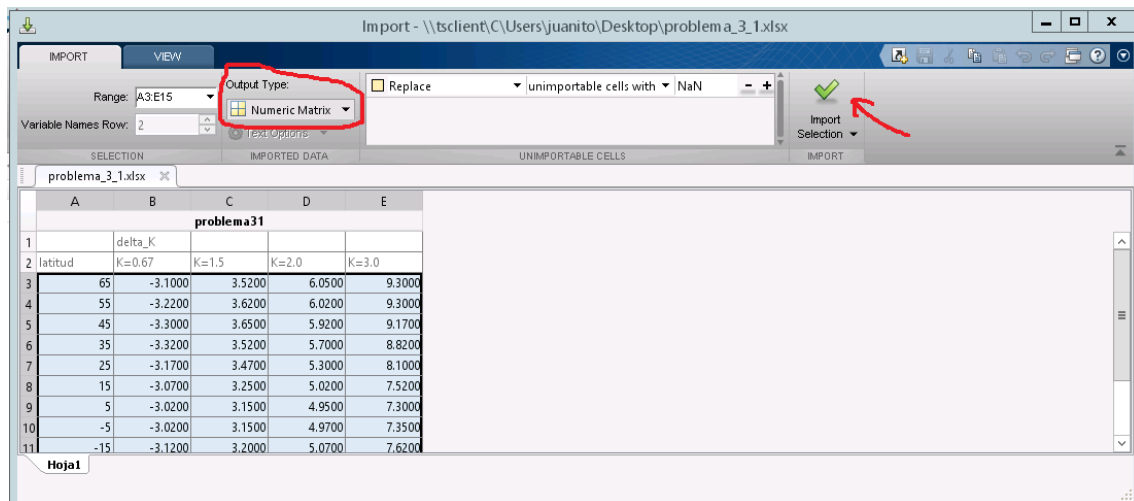 Import - \\tsclient\C\Users\juanito\Desktop\problema_3_1.xlsx
IMPORT VIEW
Range: A3:E15
Variable Names Row: 2
SELECTION
Output Type:
Numeric Matrix
Text Options
IMPORTED DATA
Replace unimportable cells with NaN
UNIMPORTABLE CELLS
Import
Selection
IMPORT
problema_3_1.xlsx
A B C D E
problema31
1 delta_K
2 latitud K=0.67 K=1.5 K=2.0 K=3.0
3 65 -3.1000 3.5200 6.0500 9.3000
4 55 -3.2200 3.6200 6.0200 9.3000
5 45 -3.3000 3.6500 5.9200 9.1700
6 35 -3.3200 3.5200 5.7000 8.8200
7 25 -3.1700 3.4700 5.3000 8.1000
8 15 -3.0700 3.2500 5.0200 7.5200
9 5 -3.0200 3.1500 4.9500 7.3000
10 -5 -3.0200 3.1500 4.9700 7.3500
11 -15 -3.1200 3.2000 5.0700 7.6200
Hoja1